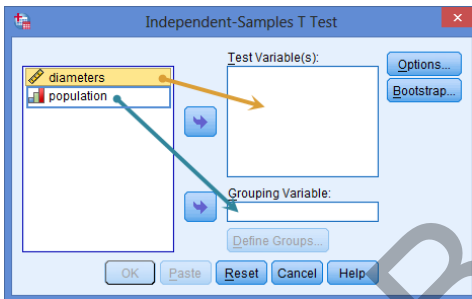 Independent-Samples T Test
diameters
population
Test Variable(s):
Grouping Variable:
Define Groups...
Options...
Bootstrap...
OK Paste Reset Cancel Help